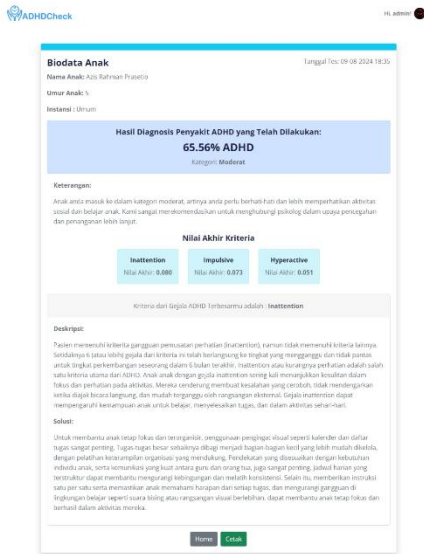 ADHDCheck
Hi, admin!
Biodata Anak
Tanggal Tes: 09-08-2024 18:35
Nama Anak: Azis Rahman Prasetio
Umur Anak: 5
Instansi : Umum
Hasil Diagnosis Penyakit ADHD yang Telah Dilakukan:
65.56% ADHD
Kategori: Moderat
Keterangan:
Anak anda masuk ke dalam kategori moderat, artinya anda perlu berhati-hati dan lebih memperhatikan aktivitas
sosial dan belajar anak. Kami sangat merekomendasikan untuk menghubungi psikolog dalam upaya pencegahan
dan penanganan lebih lanjut.
Nilai Akhir Kriteria
Inattention
Nilai Akhir: 0.080
Impulsive
Nilai Akhir: 0.073
Hyperactive
Nilai Akhir: 0.051
Kriteria dari Gejala ADHD Terbesarmu adalah : Inattention
Deskripsi:
Pasien memenuhi kriteria gangguan pemusatan perhatian (Inattention), namun tidak memenuhi kriteria lainnya.
Setidaknya 6 (atau lebih) gejala dari kriteria ini telah berlangsung ke tingkat yang mengganggu dan tidak pantas
untuk tingkat perkembangan seseorang dalam 6 bulan terakhir. Inattention atau kurangnya perhatian adalah salah
satu kriteria utama dari ADHD. Anak-anak dengan gejala inattention sering kali menunjukkan kesulitan dalam
fokus dan perhatian pada aktivitas. Mereka cenderung membuat kesalahan yang ceroboh, tidak mendengarkan
ketika diajak bicara langsung, dan mudah terganggu oleh rangsangan eksternal. Gejala inattention dapat
mempengaruhi kemampuan anak untuk belajar, menyelesaikan tugas, dan dalam aktivitas sehari-hari.
Solusi:
Untuk membantu anak tetap fokus dan terorganisir, penggunaan pengingat visual seperti kalender dan daftar
tugas sangat penting. Tugas-tugas besar sebaiknya dibagi menjadi bagian-bagian kecil yang lebih mudah dikelola,
dengan pelatihan keterampilan organisasi yang mendukung. Pendekatan yang disesuaikan dengan kebutuhan
individu anak, serta komunikasi yang kuat antara guru dan orang tua, juga sangat penting. Jadwal harian yang
terstruktur dapat membantu mengurangi kebingungan dan melatih konsistensi. Selain itu, memberikan instruksi
satu per satu serta memastikan anak memahami harapan dari setiap tugas, dan mengurangi gangguan di
lingkungan belajar seperti suara bising atau rangsangan visual berlebihan, dapat membantu anak tetap fokus dan
berhasil dalam aktivitas mereka.
Home
Cetak